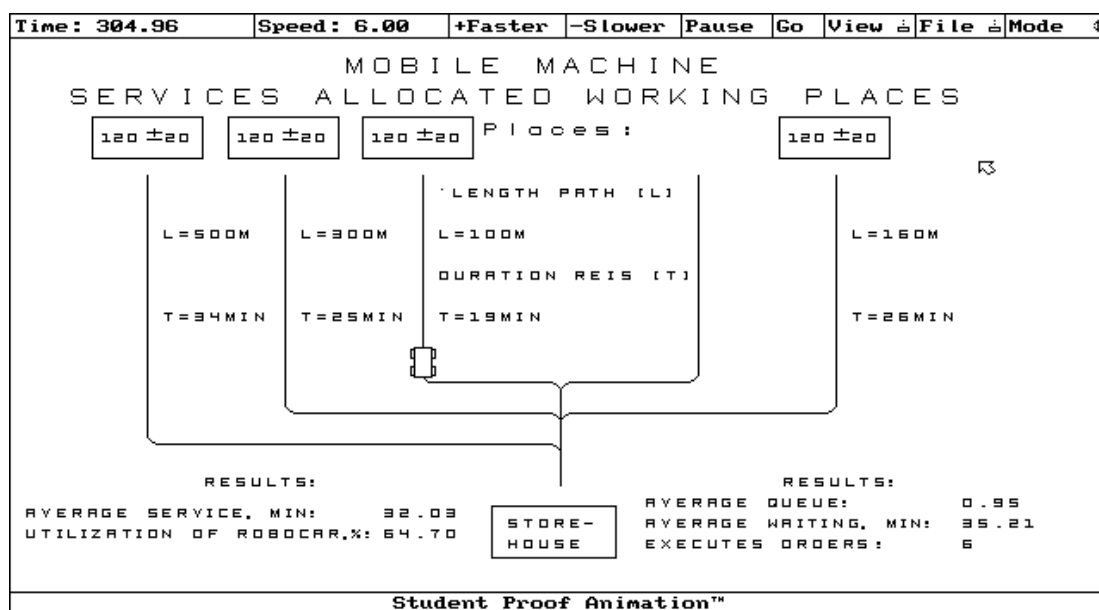 Time: 304.96 Speed: 6.00 +Faster -Slower Pause Go View File Mode
MOBILE MACHINE
SERVICES ALLOCATED WORKING PLACES
120 ±20 120 ±20 120 ±20 Places: 120 ±20
'LENGTH PATH [L]
L=500M L=300M L=100M L=160M
DURATION REIS [T]
T=34MIN T=25MIN T=19MIN T=26MIN
RESULTS:
AVERAGE SERVICE, MIN: 32.03
UTILIZATION OF ROBOCAR,%: 64.70
STORE-
HOUSE
RESULTS:
AVERAGE QUEUE: 0.95
AVERAGE WAITING, MIN: 35.21
EXECUTES ORDERS: 6
Student Proof Animation™